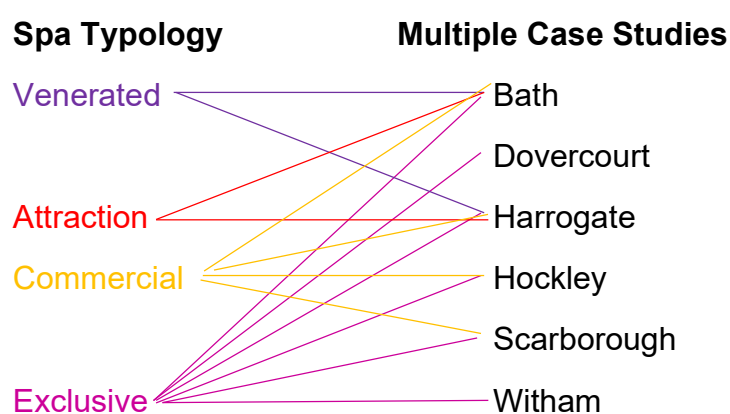 Spa Typology Multiple Case Studies
Venerated Bath
Dovercourt
Attraction Harrogate
Commercial Hockley
Scarborough
Exclusive Witham